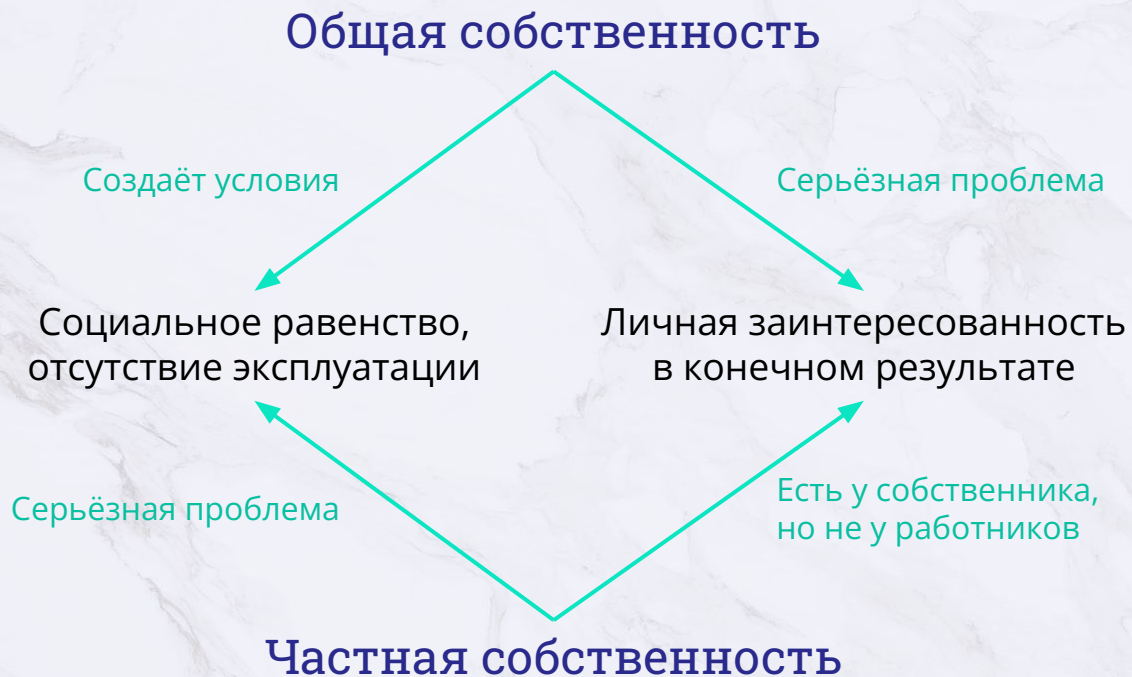 Общая собственность
Создаёт условия
Серьёзная проблема
Социальное равенство,
отсутствие эксплуатации
Личная заинтересованность
в конечном результате
Серьёзная проблема
Есть у собственника,
но не у работников
Частная собственность